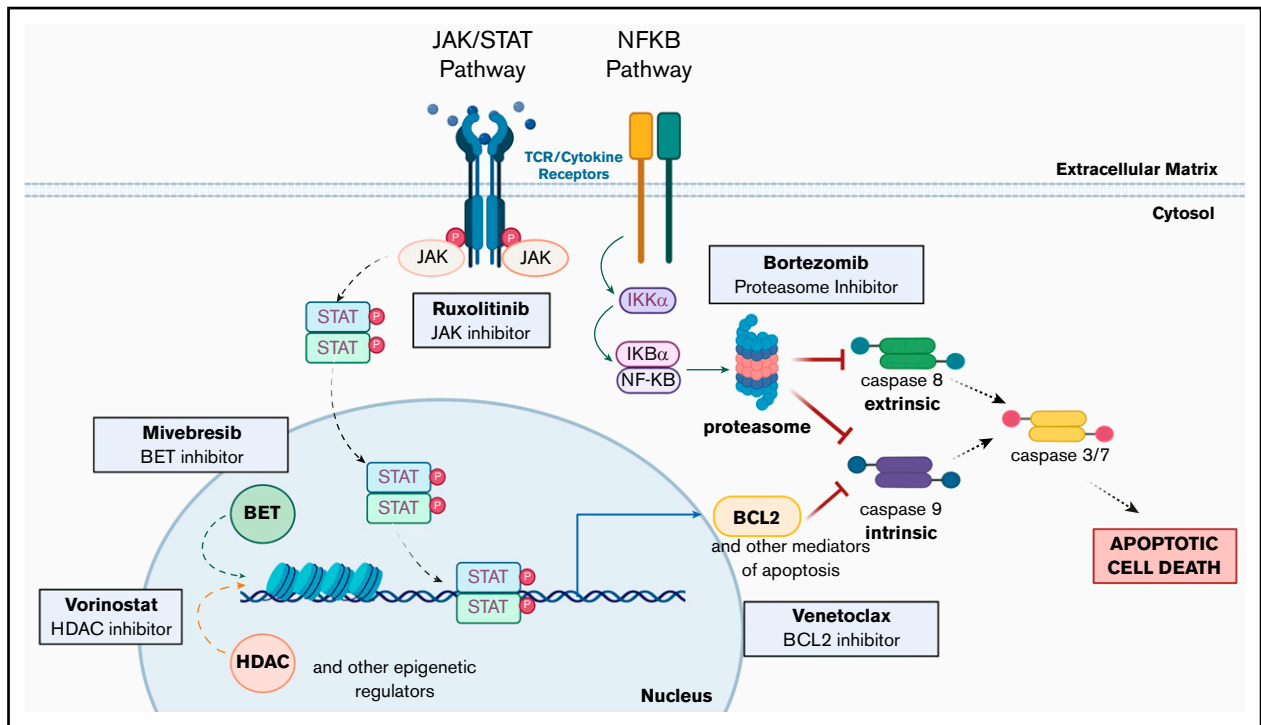 JAK/STAT
Pathway
NFKB
Pathway
TCR/Cytokine
Receptors
Extracellular Matrix
Cytosol
P
P
JAK
JAK
Ruxolitinib
JAK inhibitor
Bortezomib
Proteasome Inhibitor
STAT
P
STAT
P
IKKα
IKBα
NF-KB
proteasome
caspase 8
extrinsic
caspase 3/7
caspase 9
intrinsic
Mivebresib
BET inhibitor
STAT
P
STAT
P
BET
BCL2
and other mediators
of apoptosis
APOPTOTIC
CELL DEATH
STAT
P
STAT
P
Vorinostat
HDAC inhibitor
Venetoclax
BCL2 inhibitor
HDAC
and other epigenetic
regulators
Nucleus